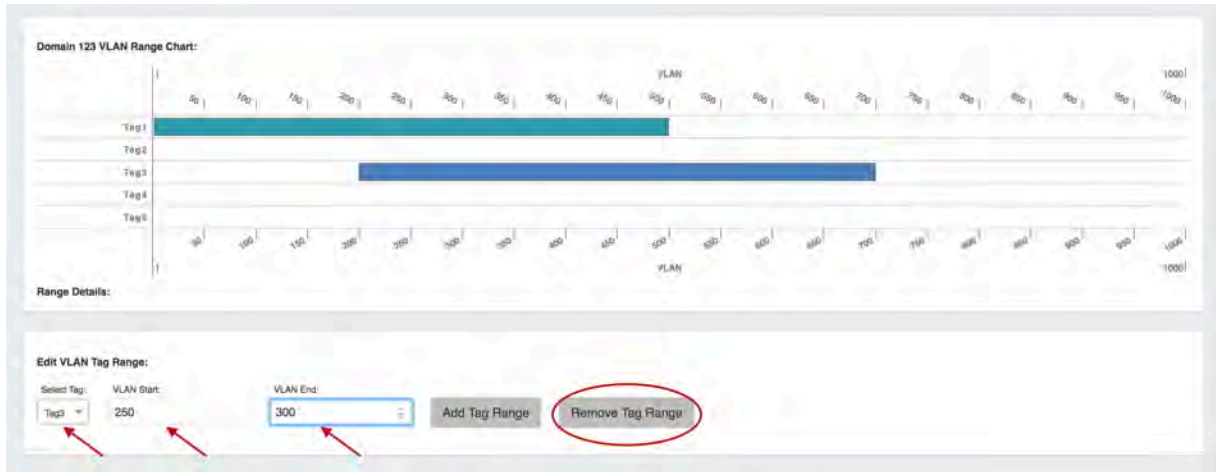 Domain 123 VLAN Range Chart:
1 VLAN 1000
50 100 150 200 250 300 350 400 450 500 550 600 650 700 750 800 850 900 950 1000
Tag1
Tag2
Tag3
Tag4
Tag5
50 100 150 200 250 300 350 400 450 500 550 600 650 700 750 800 850 900 950 1000
1 VLAN 1000
Range Details:
Edit VLAN Tag Range:
Select Tag: VLAN Start: VLAN End:
Tag3 250 300 Add Tag Range Remove Tag Range